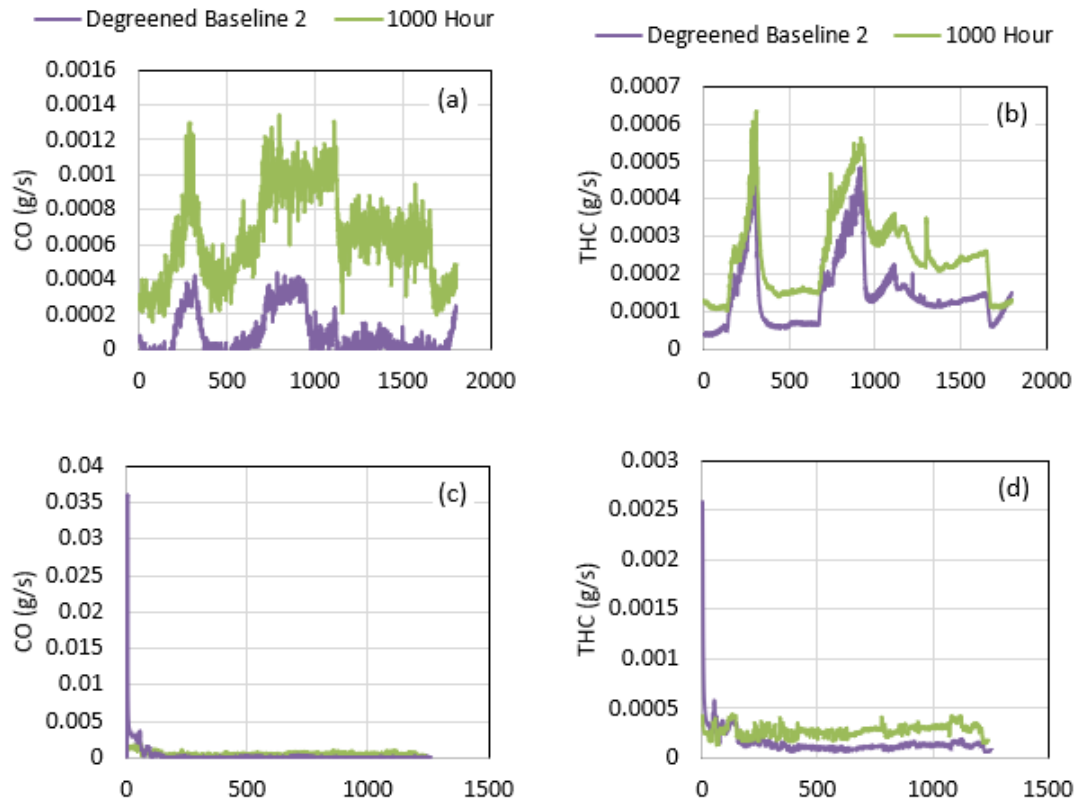 Degreened Baseline 2 1000 Hour
Degreened Baseline 2 1000 Hour
(a)
CO (g/s)
0.0016
0.0014
0.0012
0.001
0.0008
0.0006
0.0004
0.0002
0
0 500 1000 1500 2000
(b)
THC (g/s)
0.0007
0.0006
0.0005
0.0004
0.0003
0.0002
0.0001
0
0 500 1000 1500 2000
(c)
CO (g/s)
0.04
0.035
0.03
0.025
0.02
0.015
0.01
0.005
0
0 500 1000 1500
(d)
THC (g/s)
0.003
0.0025
0.002
0.0015
0.001
0.0005
0
0 500 1000 1500